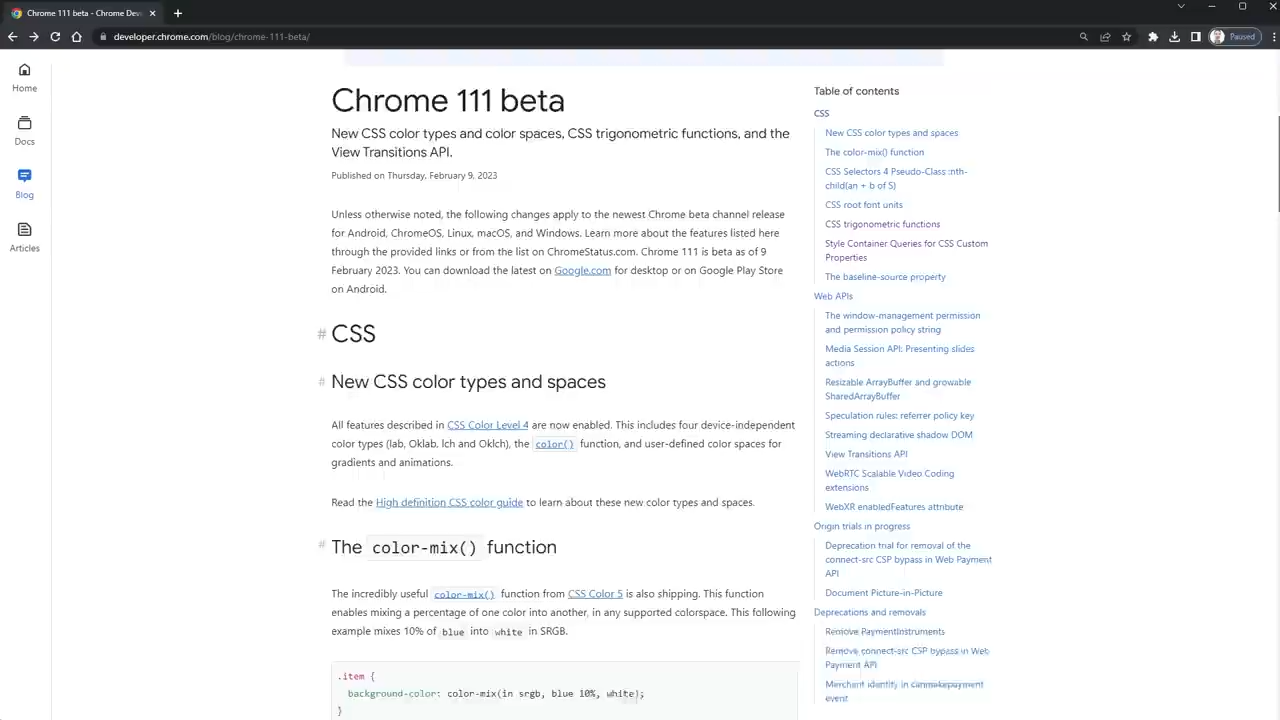 Chrome 111 beta - Chrome Dev
developer.chrome.com/blog/chrome-111-beta/
Paused
Home
Docs
Blog
Articles
Chrome 111 beta
New CSS color types and color spaces, CSS trigonometric functions, and the
View Transitions API.
Published on Thursday, February 9, 2023
Unless otherwise noted, the following changes apply to the newest Chrome beta channel release
for Android, ChromeOS, Linux, macOS, and Windows. Learn more about the features listed here
through the provided links or from the list on ChromeStatus.com. Chrome 111 is beta as of 9
February 2023. You can download the latest on Google.com for desktop or on Google Play Store
on Android.
# CSS
# New CSS color types and spaces
All features described in CSS Color Level 4 are now enabled. This includes four device-independent
color types (lab, Oklab, lch and Oklch), the color() function, and user-defined color spaces for
gradients and animations.
Read the High definition CSS color guide to learn about these new color types and spaces.
# The color-mix() function
The incredibly useful color-mix() function from CSS Color 5 is also shipping. This function
enables mixing a percentage of one color into another, in any supported colorspace. This following
example mixes 10% of blue into white in SRGB.
.item {
background-color: color-mix(in srgb, blue 10%, white);
}
Table of contents
CSS
New CSS color types and spaces
The color-mix() function
CSS Selectors 4 Pseudo-Class :nth-
child(an + b of S)
CSS root font units
CSS trigonometric functions
Style Container Queries for CSS Custom
Properties
The baseline-source property
Web APIs
The window-management permission
and permission policy string
Media Session API: Presenting slides
actions
Resizable ArrayBuffer and growable
SharedArrayBuffer
Speculation rules: referrer policy key
Streaming declarative shadow DOM
View Transitions API
WebRTC Scalable Video Coding
extensions
WebXR enabledFeatures attribute
Origin trials in progress
Deprecation trial for removal of the
connect-src CSP bypass in Web Payment
API
Document Picture-in-Picture
Deprecations and removals
Remove PaymentInstruments
Remove connect-src CSP bypass in Web
Payment API
Merchant identity in canmakepayment
event